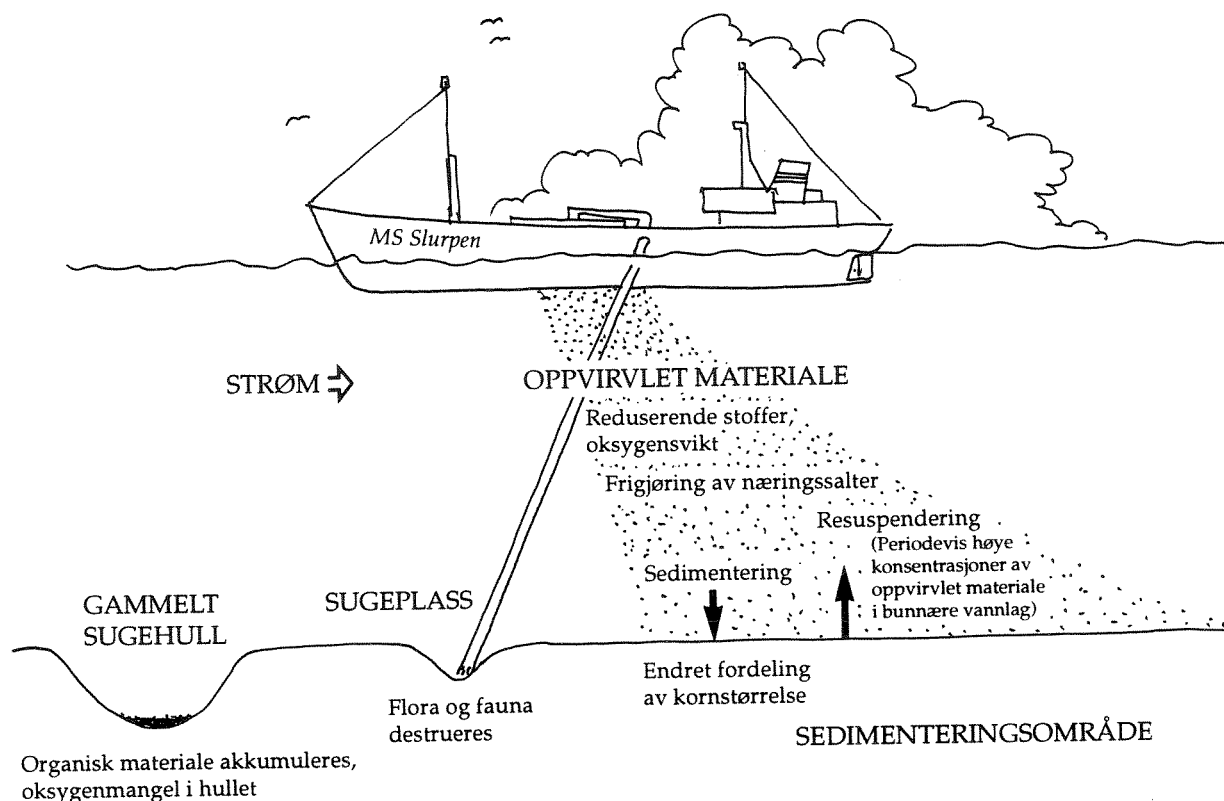 MS Slurpen
STRØM
OPPVIRVLET MATERIALE
Reduserende stoffer,
oksygensvikt
Frigjøring av næringssalter
Resuspendering
(Periodevis høye
konsentrasjoner av
oppvirvlet materiale
i bunnære vannlag)
Sedimentering
SUGEPLASS
GAMMELT
SUGEHULL
Endret fordeling
av kornstørrelse
Flora og fauna
destrueres
SEDIMENTERINGSOMRÅDE
Organisk materiale akkumuleres,
oksygenmangel i hullet